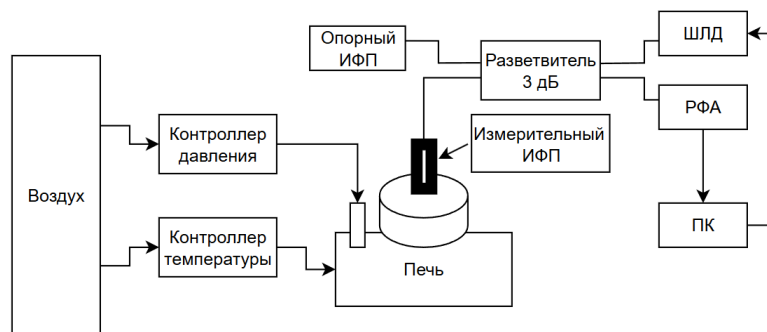 Опорный
ИФП
Разветвитель
3 дБ
ШЛД
РФА
Контроллер
давления
Измерительный
ИФП
Воздух
ПК
Контроллер
температуры
Печь